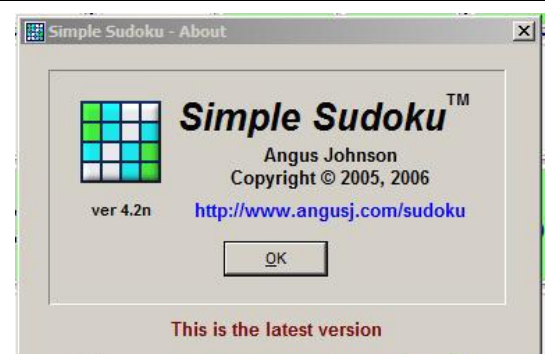 Simple Sudoku - About
Simple Sudoku™
Angus Johnson
Copyright © 2005, 2006
ver 4.2n
http://www.angusj.com/sudoku
OK
This is the latest version